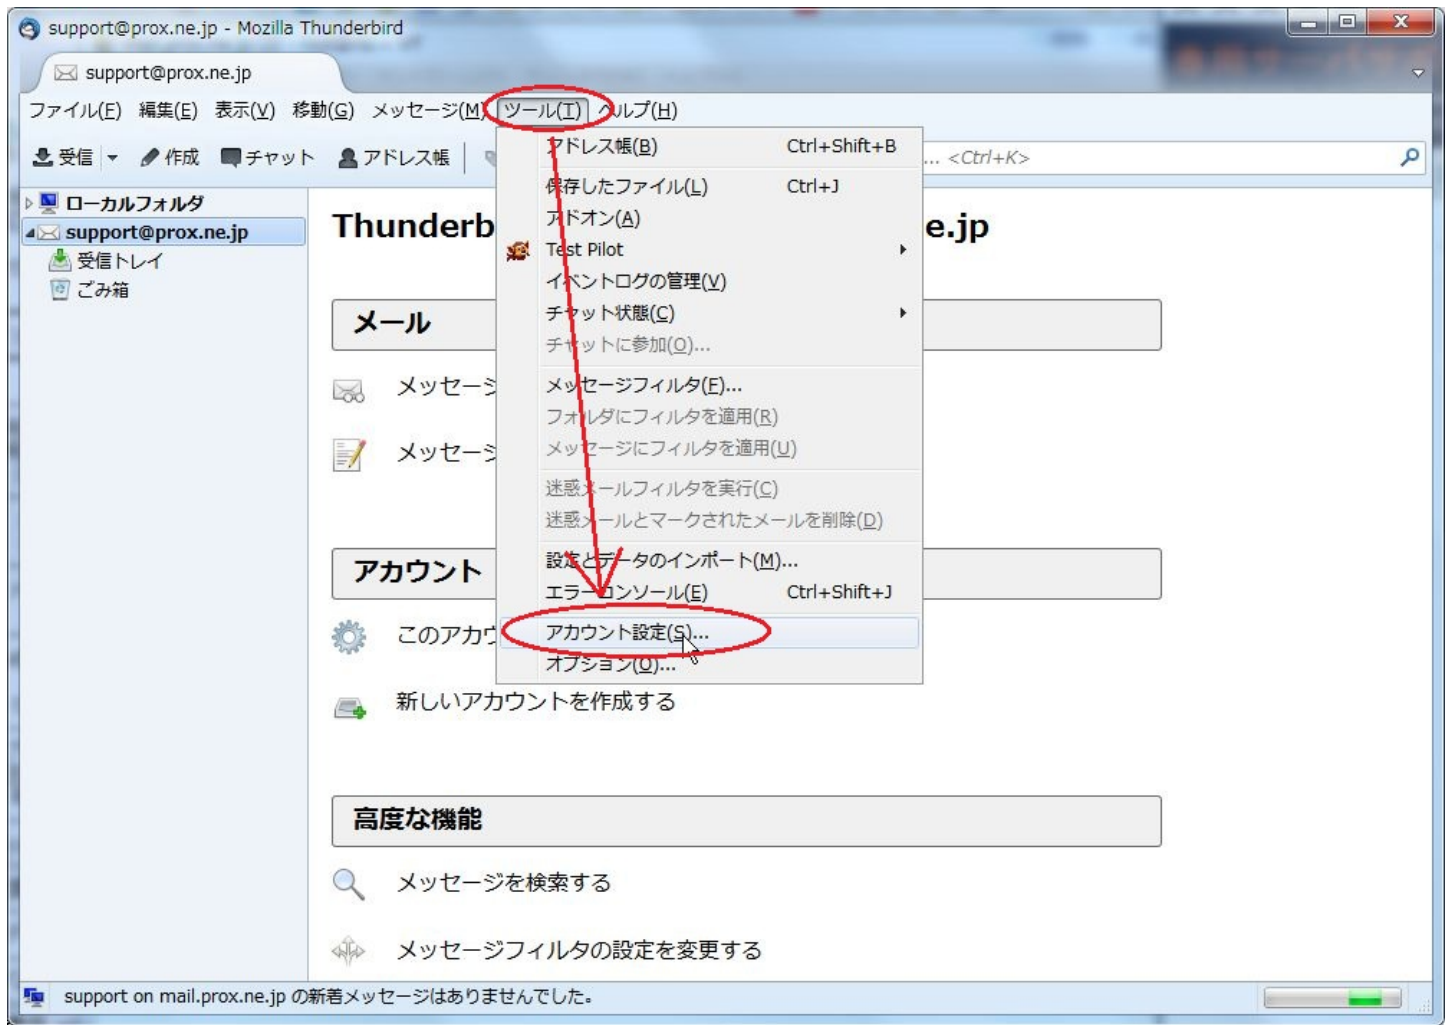 support@prox.ne.jp - Mozilla Thunderbird
support@prox.ne.jp
ファイル(F) 編集(E) 表示(V) 移動(G) メッセージ(M) ツール(T) ヘルプ(H)
受信 作成 チャット アドレス帳
... <Ctrl+K>
ローカルフォルダ
support@prox.ne.jp
受信トレイ
ごみ箱
アドレス帳(B) Ctrl+Shift+B
保存したファイル(L) Ctrl+J
アドオン(A)
Test Pilot
イベントログの管理(V)
チャット状態(C)
チャットに参加(O)...
メッセージフィルタ(F)...
フォルダにフィルタを適用(R)
メッセージにフィルタを適用(U)
迷惑メールフィルタを実行(C)
迷惑メールとマークされたメールを削除(D)
設定とデータのインポート(M)...
エラーコンソール(E) Ctrl+Shift+J
アカウント設定(S)...
オプション(O)...
Thunderb e.jp
メール
メッセージ
メッセージ
アカウント
このアカウ
新しいアカウントを作成する
高度な機能
メッセージを検索する
メッセージフィルタの設定を変更する
support on mail.prox.ne.jp の新着メッセージはありませんでした。